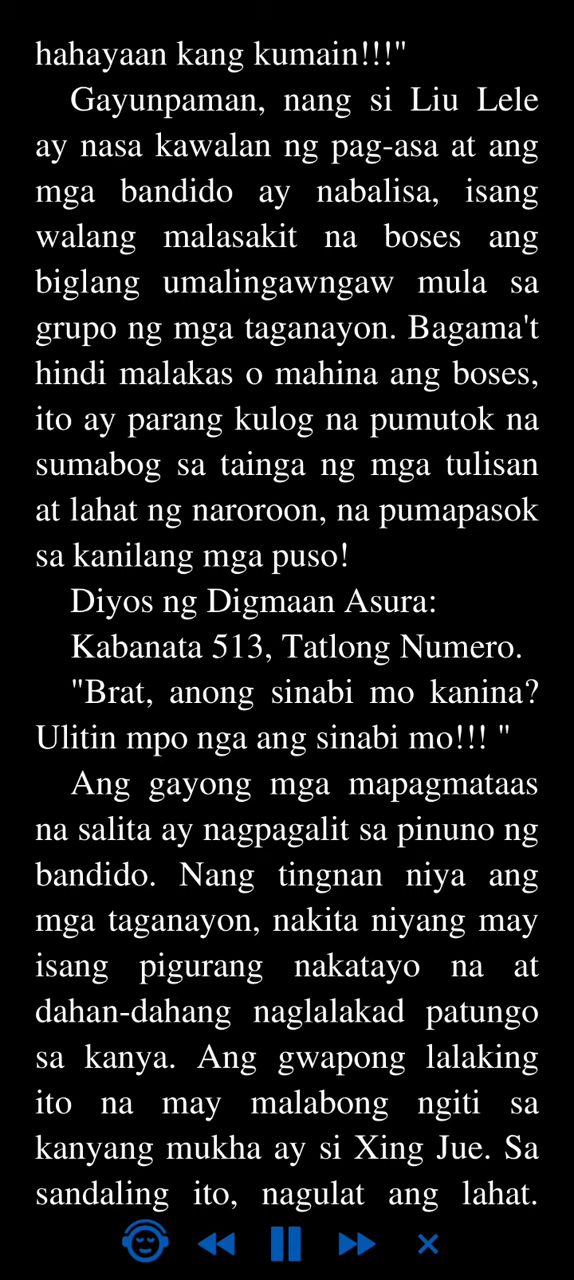 hahayaan kang kumain!!!"
Gayunpaman, nang si Liu Lele
ay nasa kawalan ng pag-asa at ang
mga bandido ay nabalisa, isang
walang malasakit na boses ang
biglang umalingawngaw mula sa
grupo ng mga taganayon. Bagama't
hindi malakas o mahina ang boses,
ito ay parang kulog na pumutok na
sumabog sa tainga ng mga tulisan
at lahat ng naroroon, na pumapasok
sa kanilang mga puso!
Diyos ng Digmaan Asura:
Kabanata 513, Tatlong Numero.
"Brat, anong sinabi mo kanina?
Ulitin mpo nga ang sinabi mo!!! "
Ang gayong mga mapagmataas
na salita ay nagpagalit sa pinuno ng
bandido. Nang tingnan niya ang
mga taganayon, nakita niyang may
isang pigurang nakatayo na at
dahan-dahang naglalakad patungo
sa kanya. Ang gwapong lalaking
ito na may malabong ngiti sa
kanyang mukha ay si Xing Jue. Sa
sandaling ito, nagulat ang lahat.